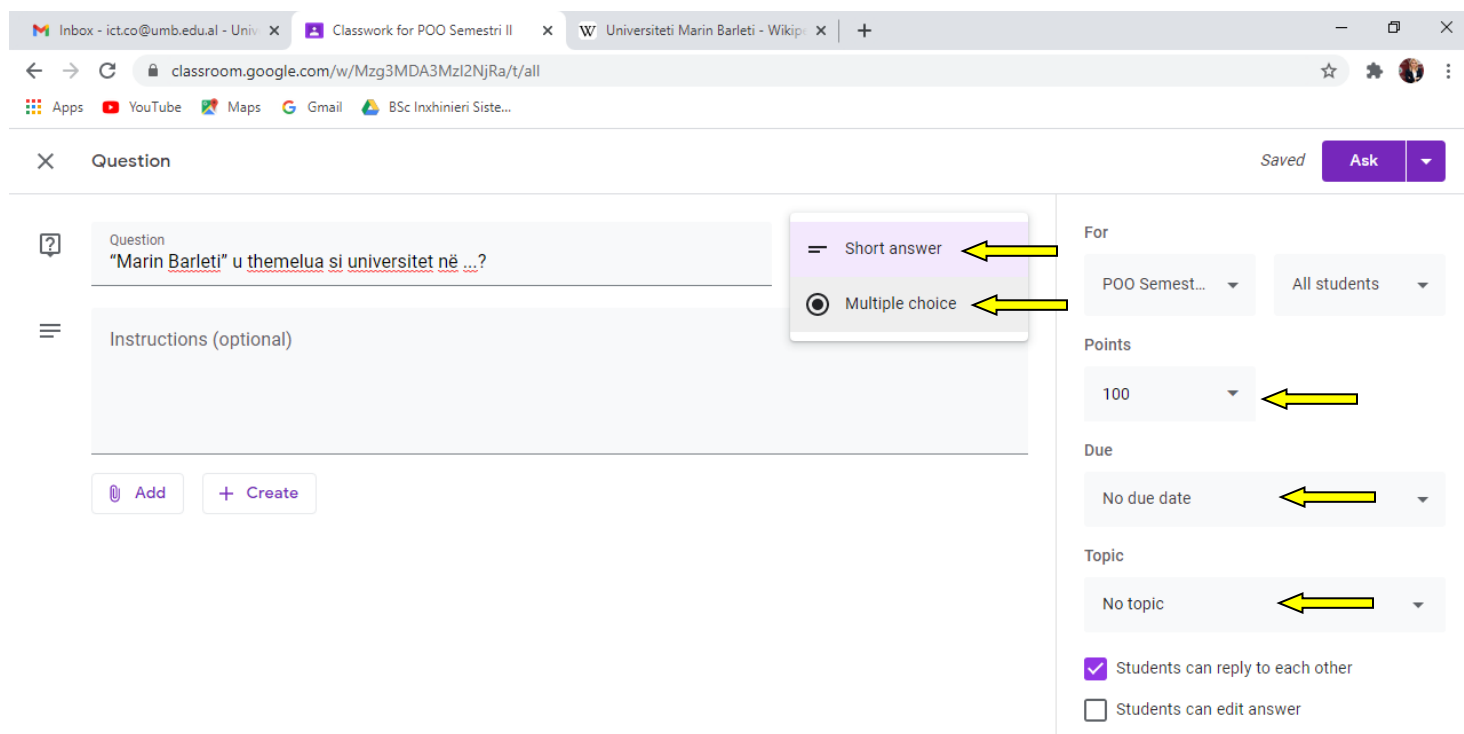 Inbox - ict.co@umb.edu.al - Univ
Classwork for POO Semestri II
Universiteti Marin Barleti - Wikipe
classroom.google.com/w/Mzg3MDA3MzI2NjRa/t/all
Apps YouTube Maps Gmail BSc Inxhinieri Siste...
Question
Saved
Ask
Question
“Marin Barleti” u themelua si universitet në ...?
Short answer
Multiple choice
Instructions (optional)
Add
Create
For
POO Semest...
All students
Points
100
Due
No due date
Topic
No topic
Students can reply to each other
Students can edit answer